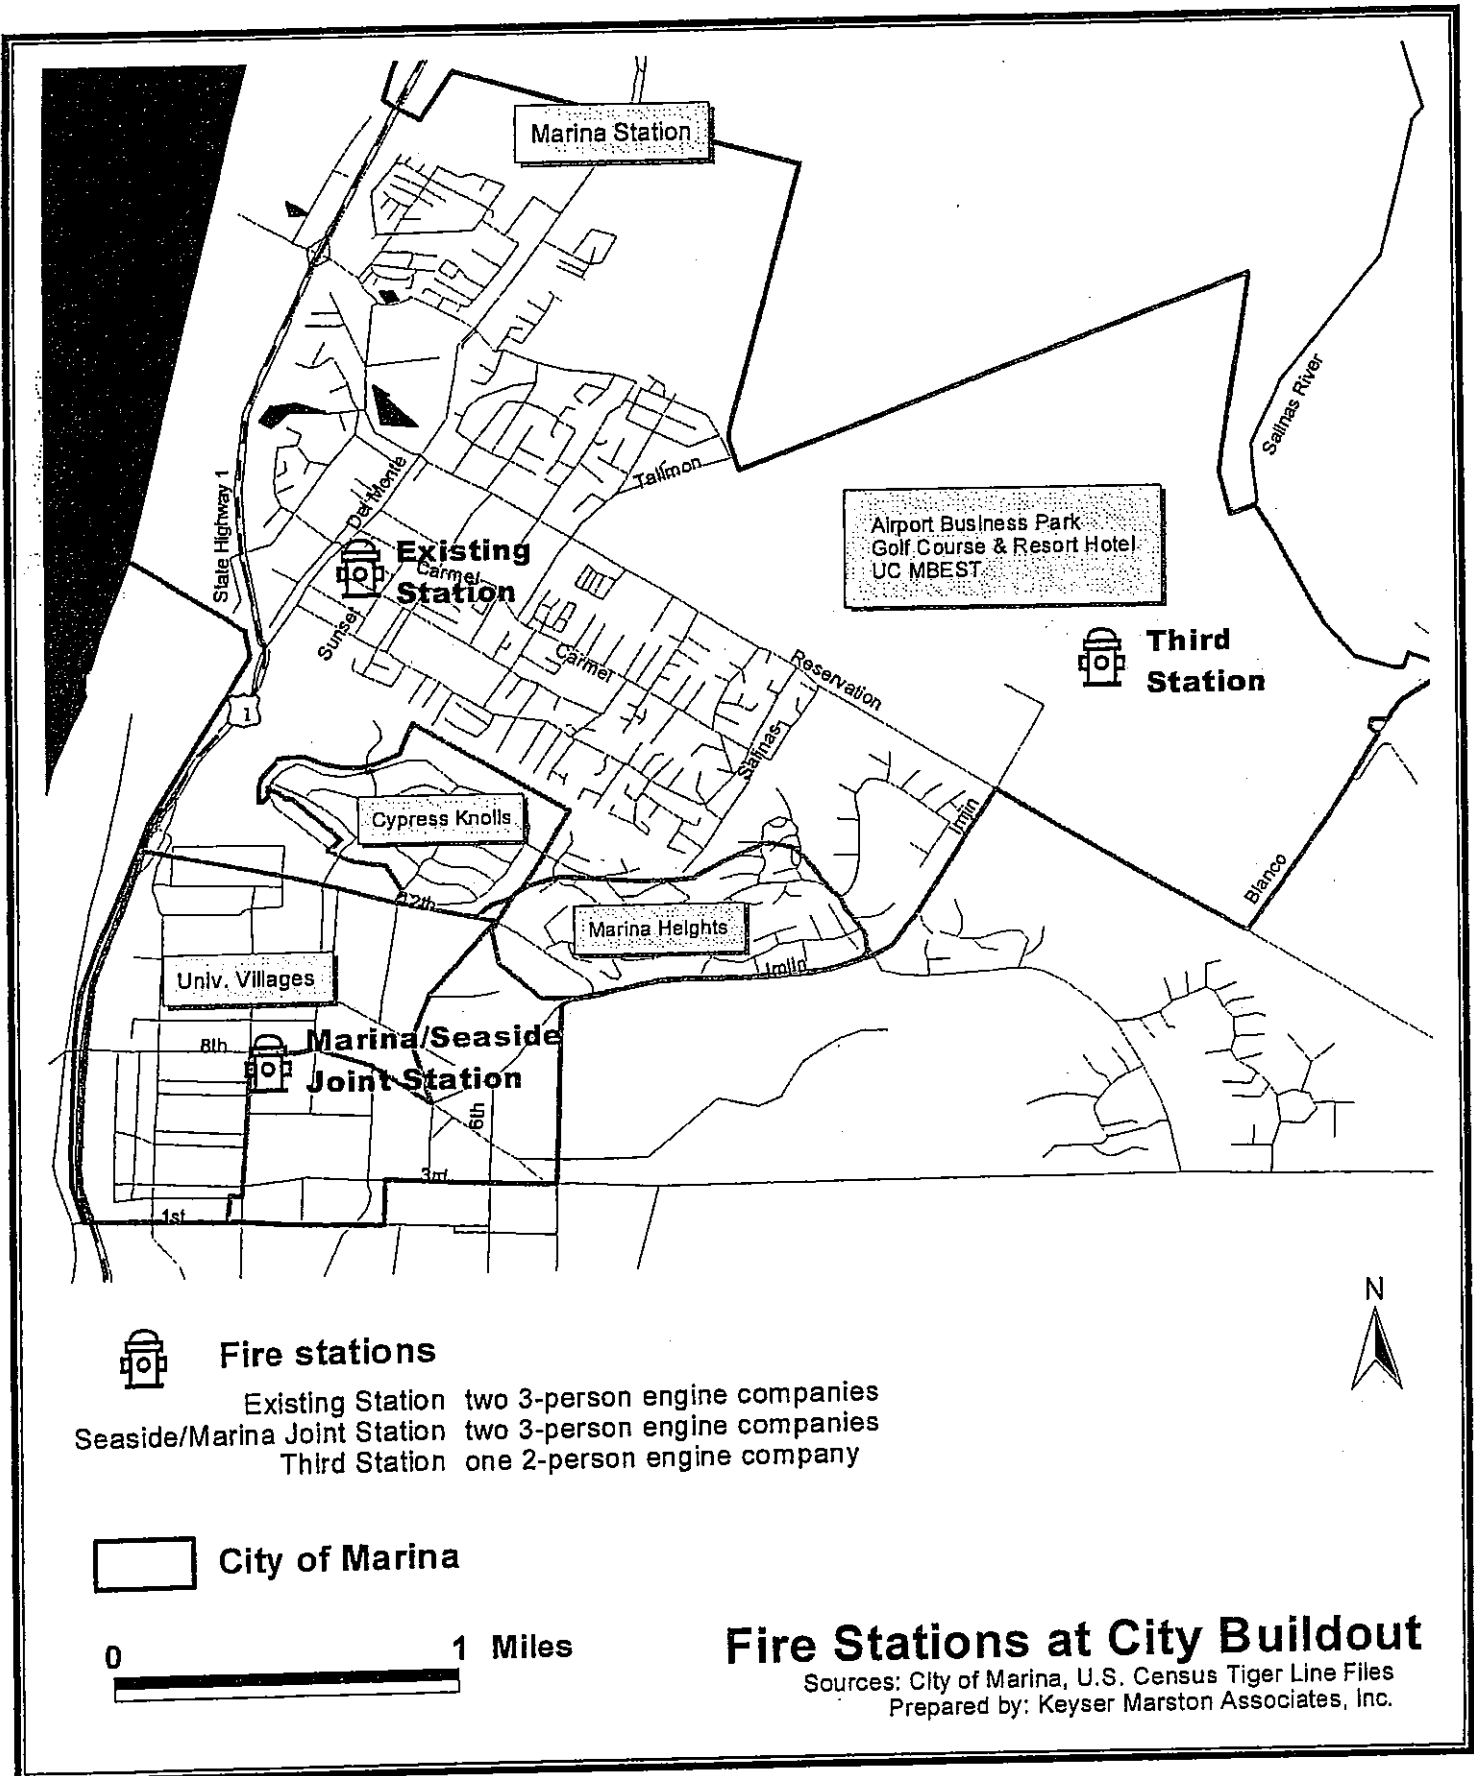 Marina Station
Salinas River
Tallmon
State Highway 1
Del Monte
Airport Business Park
Golf Course & Resort Hotel
UC MBEST
Existing
Station
Carmel
Sunset
Carmel
Reservation
Third
Station
Salinas
1
Cypress Knolls
Imjin
Blanco
12th
Marina Heights
Imjin
Univ. Villages
8th
Marina/Seaside
Joint Station
6th
3rd
1st
N
Fire stations
Existing Station two 3-person engine companies
Seaside/Marina Joint Station two 3-person engine companies
Third Station one 2-person engine company
City of Marina
0 1 Miles
Fire Stations at City Buildout
Sources: City of Marina, U.S. Census Tiger Line Files
Prepared by: Keyser Marston Associates, Inc.